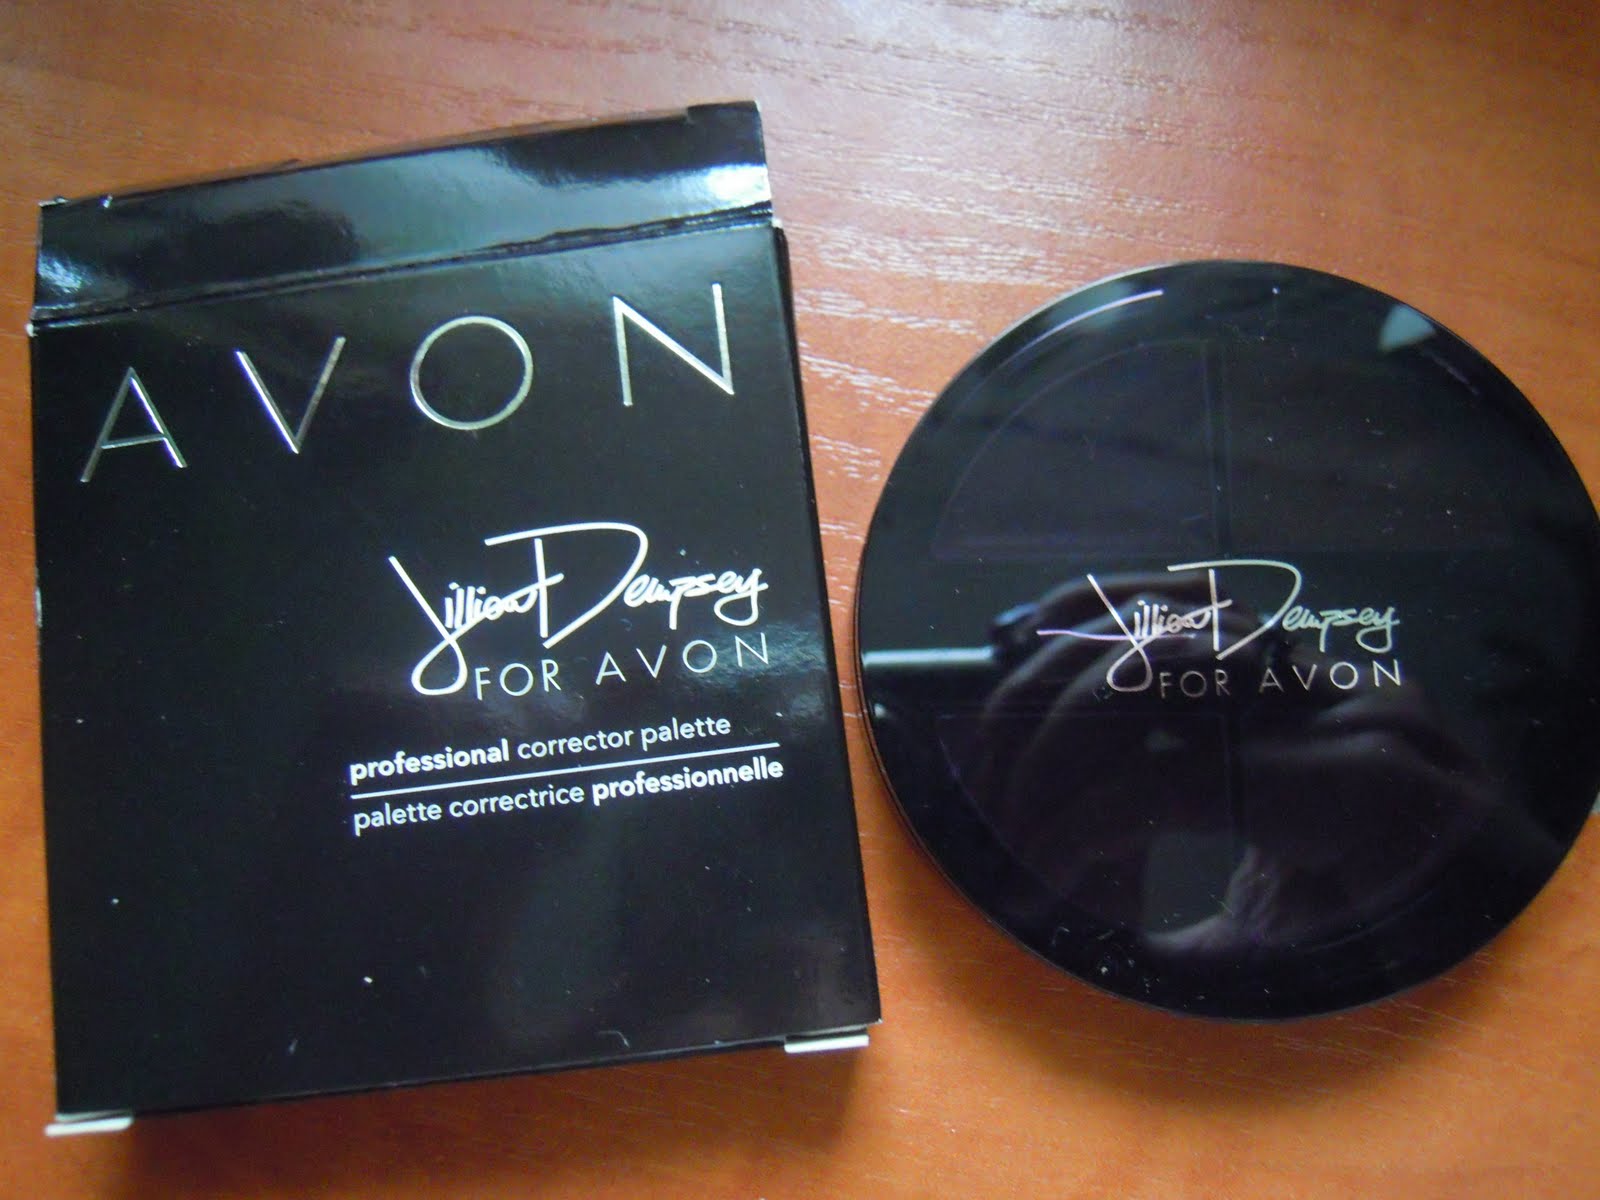 AVON
Jillian Dempsey
FOR AVON
professional corrector palette
palette correctrice professionnelle
Jillian Dempsey
FOR AVON